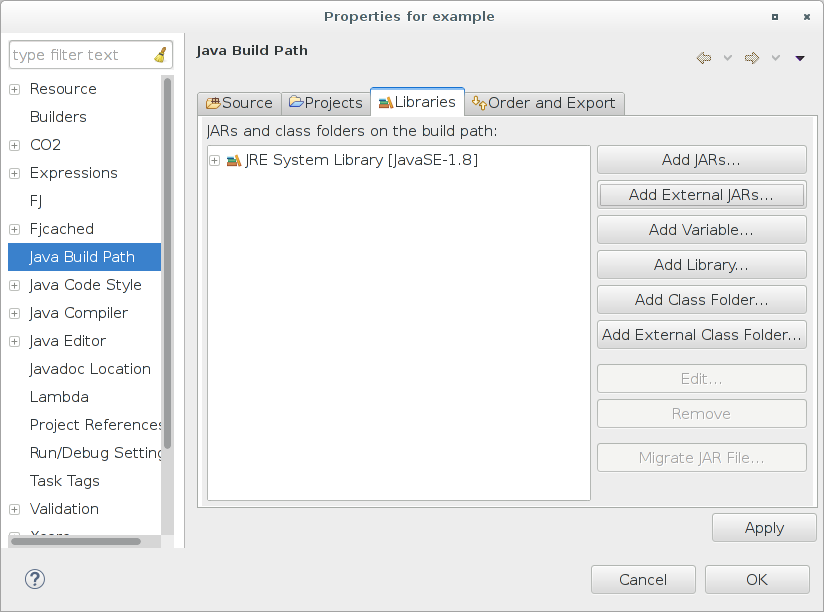 Properties for example
type filter text
Resource
Builders
CO2
Expressions
FJ
Fjcached
Java Build Path
Java Code Style
Java Compiler
Java Editor
Javadoc Location
Lambda
Project References
Run/Debug Setting
Task Tags
Validation
Java Build Path
Source
Projects
Libraries
Order and Export
JARs and class folders on the build path:
JRE System Library [JavaSE-1.8]
Add JARs...
Add External JARs...
Add Variable...
Add Library...
Add Class Folder...
Add External Class Folder...
Edit...
Remove
Migrate JAR File...
Apply
?
Cancel
OK